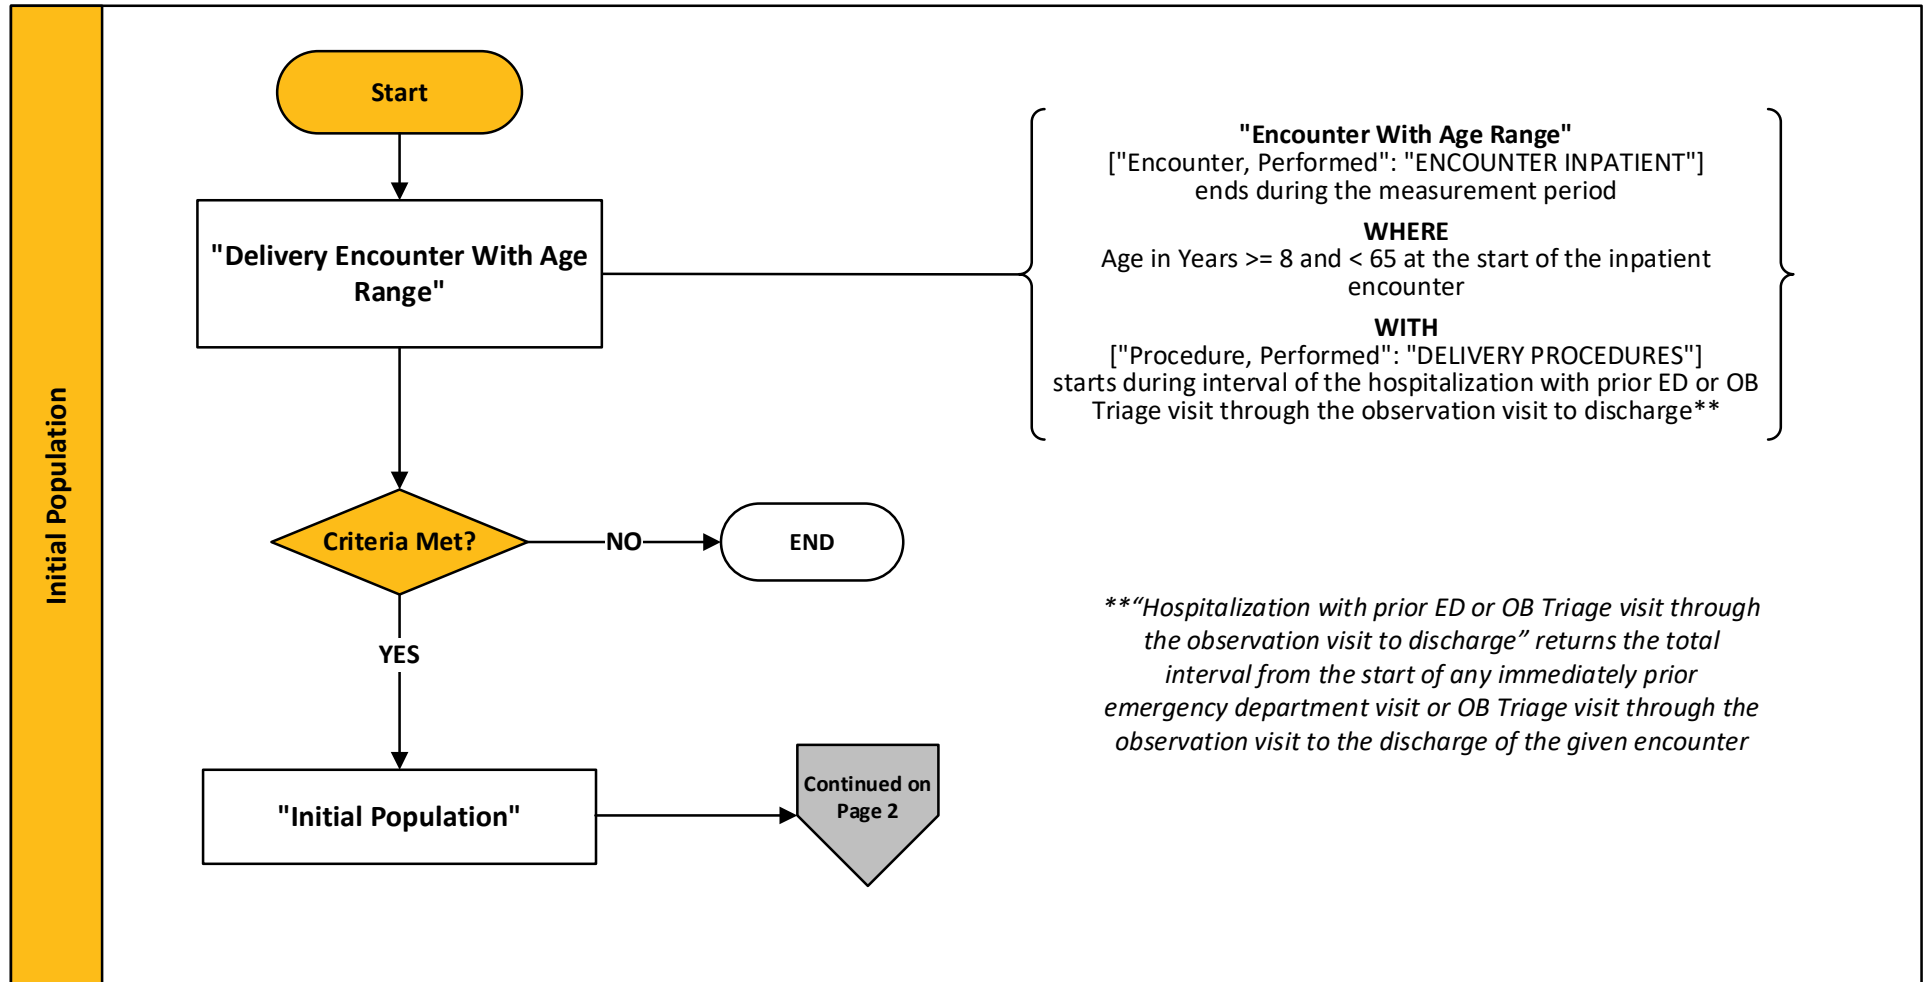 Initial Population
Start
"Delivery Encounter With Age
Range"
"Encounter With Age Range"
["Encounter, Performed": "ENCOUNTER INPATIENT"]
ends during the measurement period
WHERE
Age in Years >= 8 and < 65 at the start of the inpatient
encounter
WITH
["Procedure, Performed": "DELIVERY PROCEDURES"]
starts during interval of the hospitalization with prior ED or OB
Triage visit through the observation visit to discharge**
Criteria Met?
NO
END
YES
**“Hospitalization with prior ED or OB Triage visit through
the observation visit to discharge” returns the total
interval from the start of any immediately prior
emergency department visit or OB Triage visit through the
observation visit to the discharge of the given encounter
"Initial Population"
Continued on
Page 2